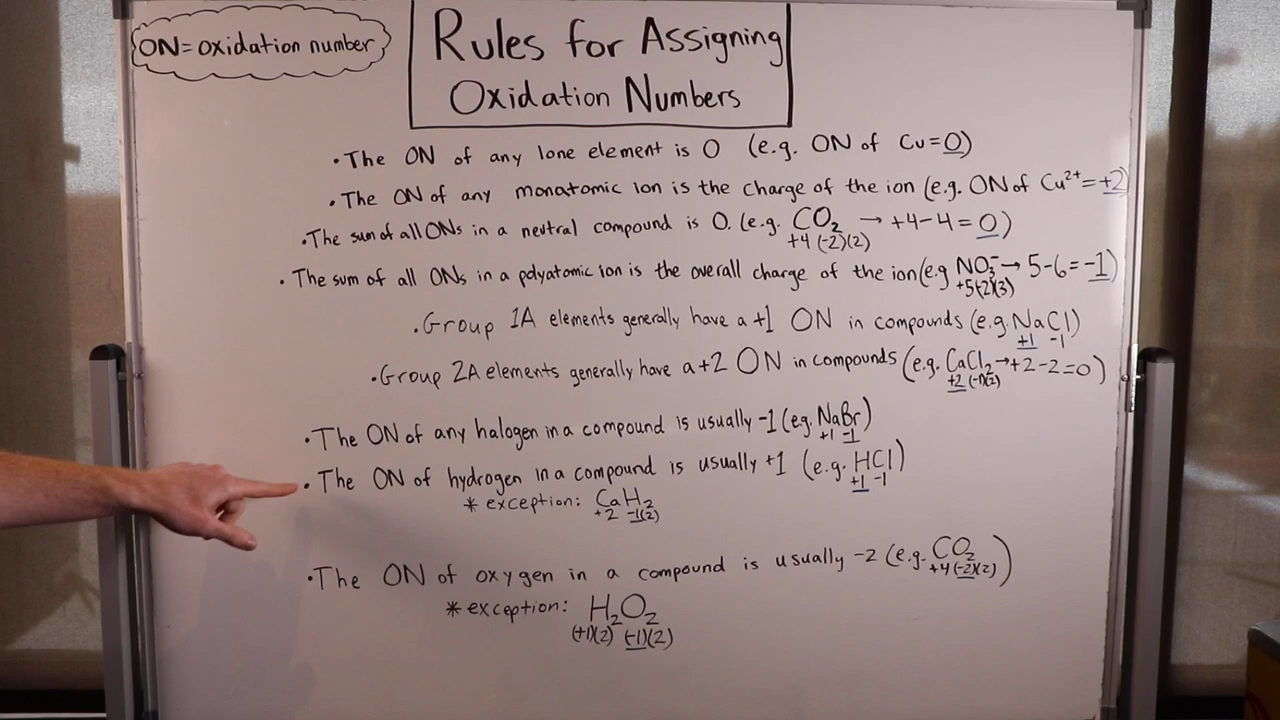 ON=oxidation number
Rules for Assigning
Oxidation Numbers
•The ON of any lone element is 0 (e.g. ON of Cu=0)
•The ON of any monatomic ion is the charge of the ion (e.g. ON of Cu²⁺=+2)
•The sum of all ONs in a neutral compound is 0. (e.g. CO₂ → +4-4=0)
+4 (-2)(2)
•The sum of all ONs in a polyatomic ion is the overall charge of the ion (e.g NO₃⁻→ 5-6=-1)
+5(-2)(3)
•Group 1A elements generally have a +1 ON in compounds (e.g. NaCl)
+1 -1
•Group 2A elements generally have a +2 ON in compounds (e.g. CaCl₂→+2-2=0)
+2 (-1)(2)
•The ON of any halogen in a compound is usually -1 (eg. NaBr)
+1 -1
•The ON of hydrogen in a compound is usually +1 (e.g. HCl)
+1 -1
* exception: CaH₂
+2 -1(2)
•The ON of oxygen in a compound is usually -2 (e.g. CO₂)
+4 (-2)(2)
* exception: H₂O₂
(+1)(2) (-1)(2)